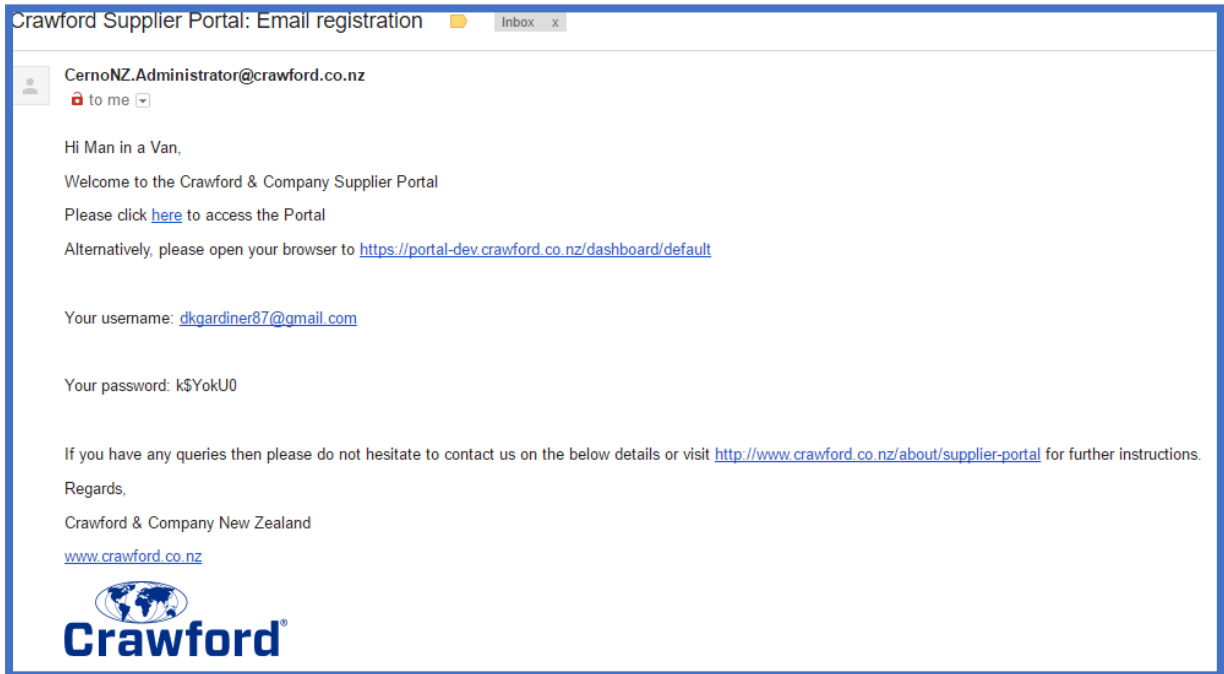 Crawford Supplier Portal: Email registration Inbox x
CernoNZ.Administrator@crawford.co.nz
to me
Hi Man in a Van,
Welcome to the Crawford & Company Supplier Portal
Please click here to access the Portal
Alternatively, please open your browser to https://portal-dev.crawford.co.nz/dashboard/default
Your username: dkgardiner87@gmail.com
Your password: k$YokU0
If you have any queries then please do not hesitate to contact us on the below details or visit http://www.crawford.co.nz/about/supplier-portal for further instructions.
Regards,
Crawford & Company New Zealand
www.crawford.co.nz
Crawford®